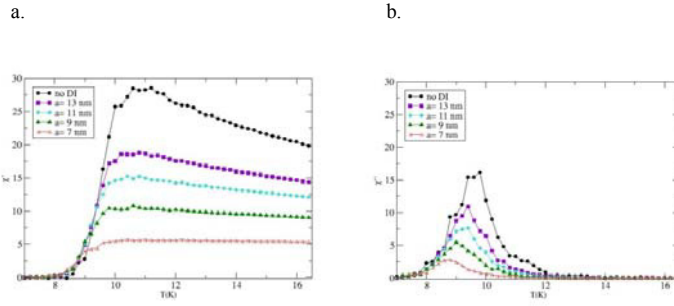 a.
b.
30
25
20
15
10
5
0
χ'
no DI
a= 13 nm
a= 11 nm
a= 9 nm
a= 7 nm
8
10
12
14
16
T(K)
30
25
20
15
10
5
0
χ''
no DI
a= 13 nm
a= 11 nm
a= 9 nm
a= 7 nm
8
10
12
14
16
T(K)